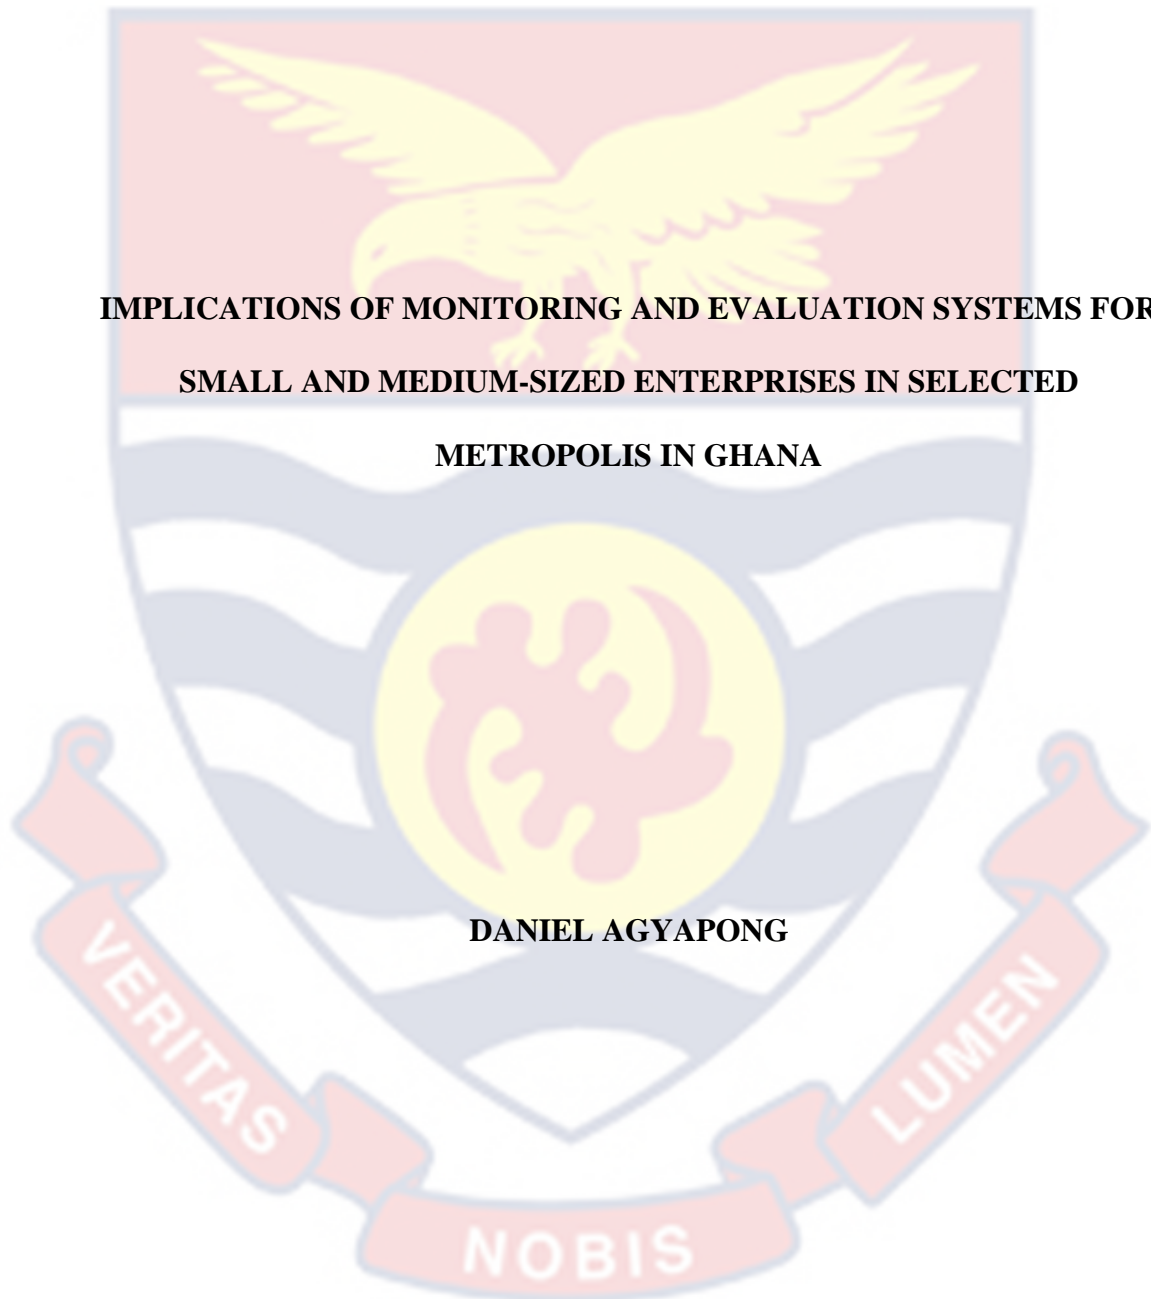 IMPLICATIONS OF MONITORING AND EVALUATION SYSTEMS FOR
SMALL AND MEDIUM-SIZED ENTERPRISES IN SELECTED
METROPOLIS IN GHANA
DANIEL AGYAPONG
VERITAS
NOBIS
LUMEN